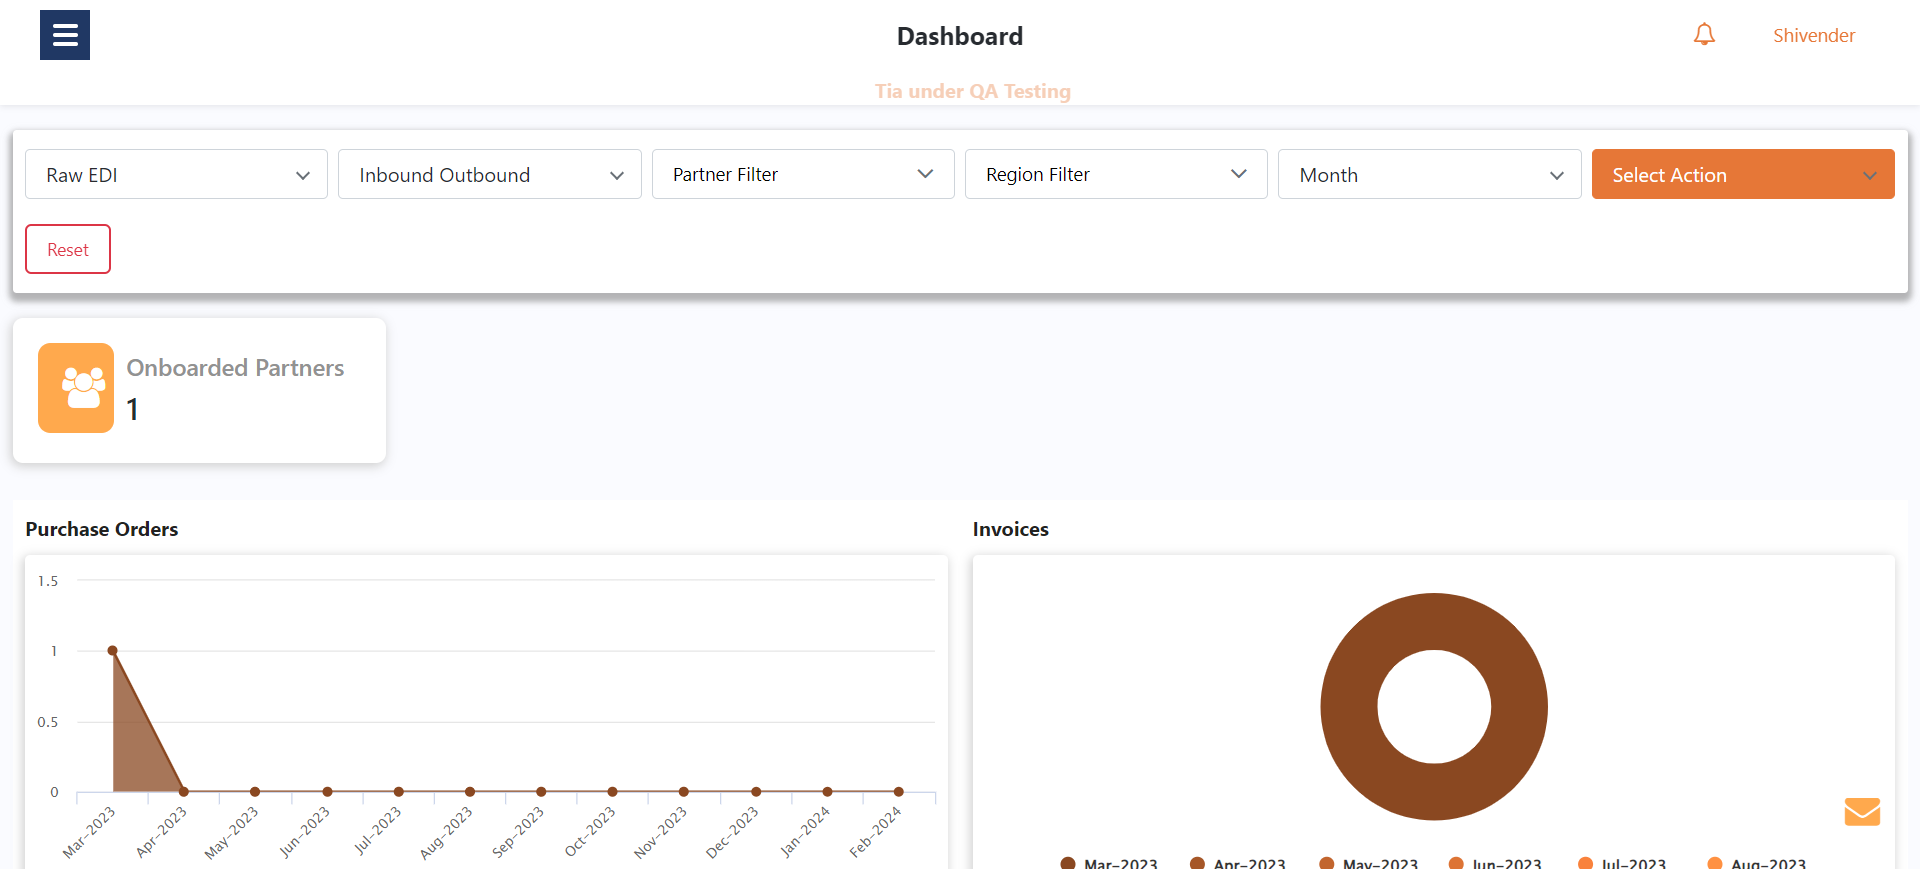 Dashboard
Shivender
Tia under QA Testing
Raw EDI
Inbound Outbound
Partner Filter
Region Filter
Month
Select Action
Reset
Onboarded Partners
1
Purchase Orders
1.5
1
0.5
0
Mar-2023
Apr-2023
May-2023
Jun-2023
Jul-2023
Aug-2023
Sep-2023
Oct-2023
Nov-2023
Dec-2023
Jan-2024
Feb-2024
Invoices
Mar-2023
Apr-2023
May-2023
Jun-2023
Jul-2023
Aug-2023